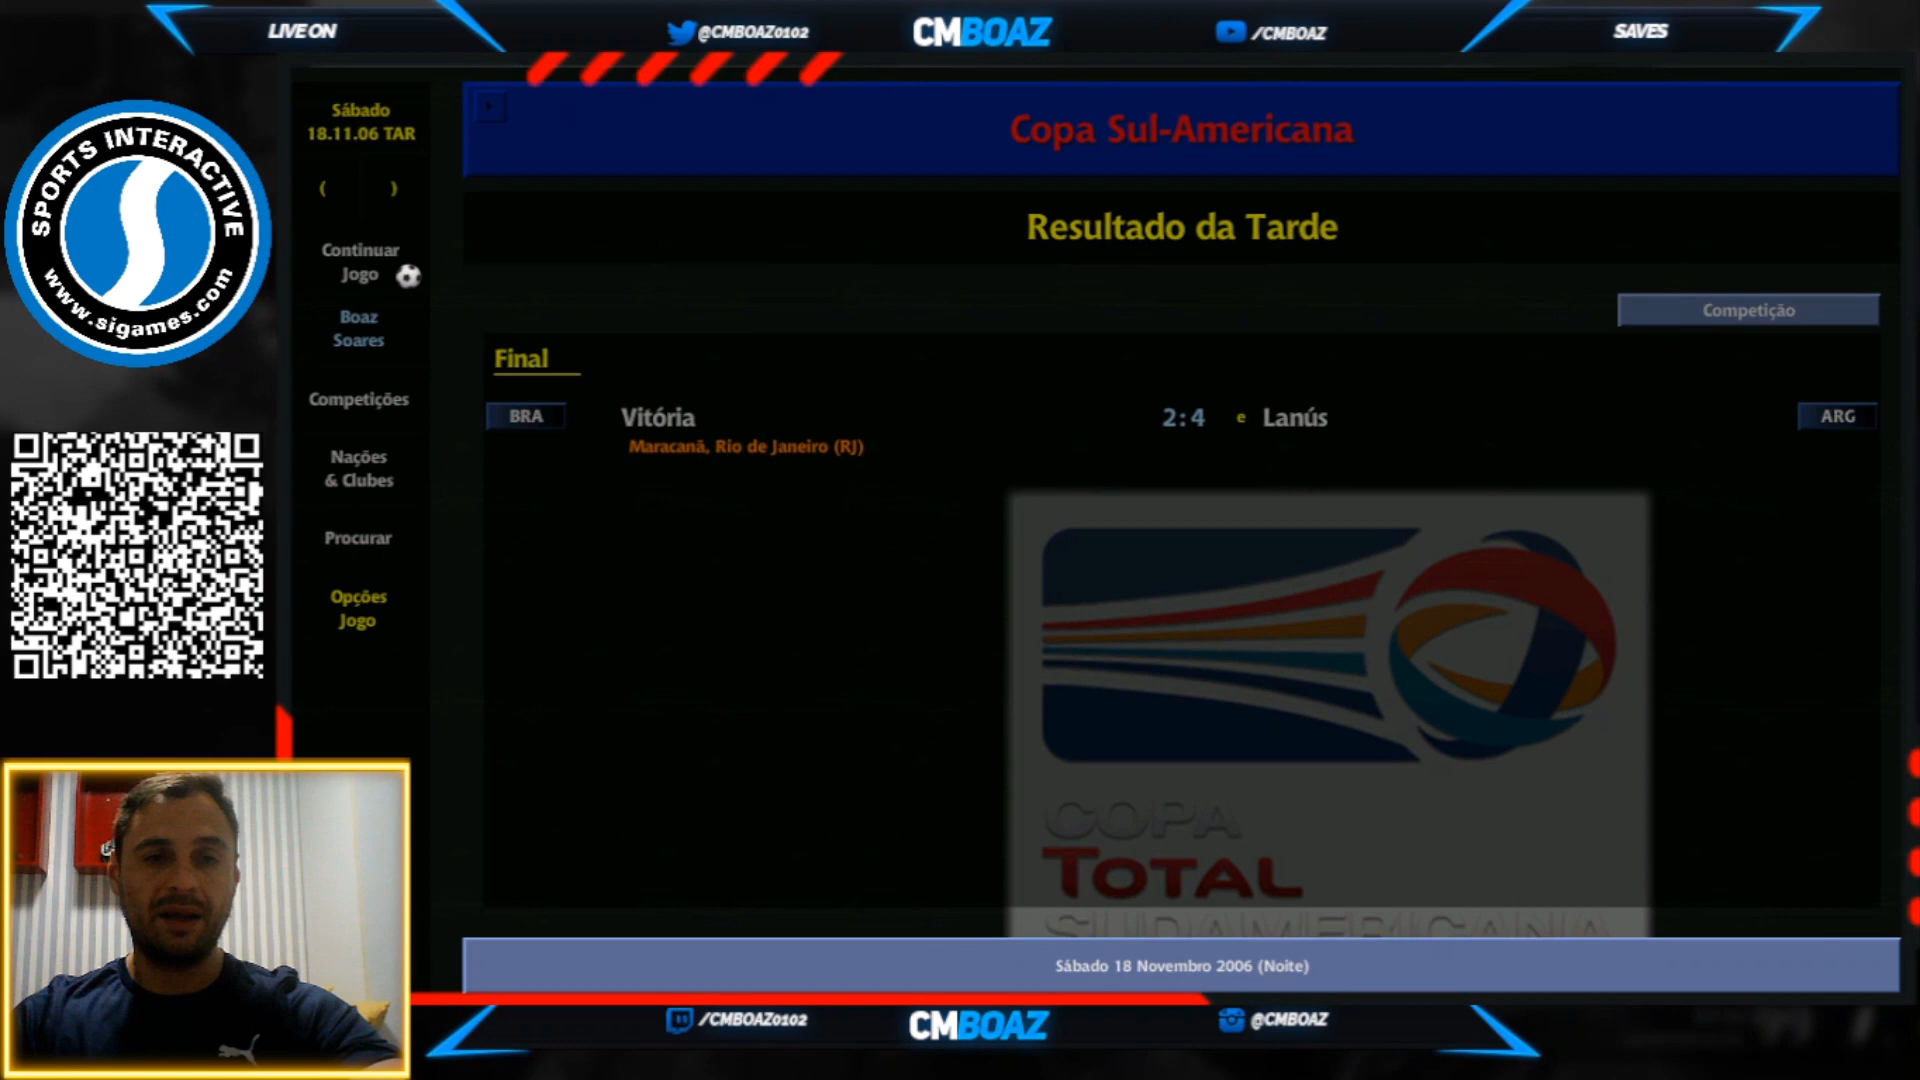 LIVE ON
@CMBOAZ0102
CMBOAZ
/CMBOAZ
SAVES
SPORTS INTERACTIVE
www.sigames.com
Sábado
18.11.06 TAR
( )
Continuar
Jogo
Boaz
Soares
Competições
Nações
& Clubes
Procurar
Opções
Jogo
Copa Sul-Americana
Resultado da Tarde
Competição
Final
BRA Vitória 2:4 e Lanús ARG
Maracanã, Rio de Janeiro (RJ)
COPA
TOTAL
SUDAMERICANA
Sábado 18 Novembro 2006 (Noite)
/CMBOAZ0102
CMBOAZ
@CMBOAZ